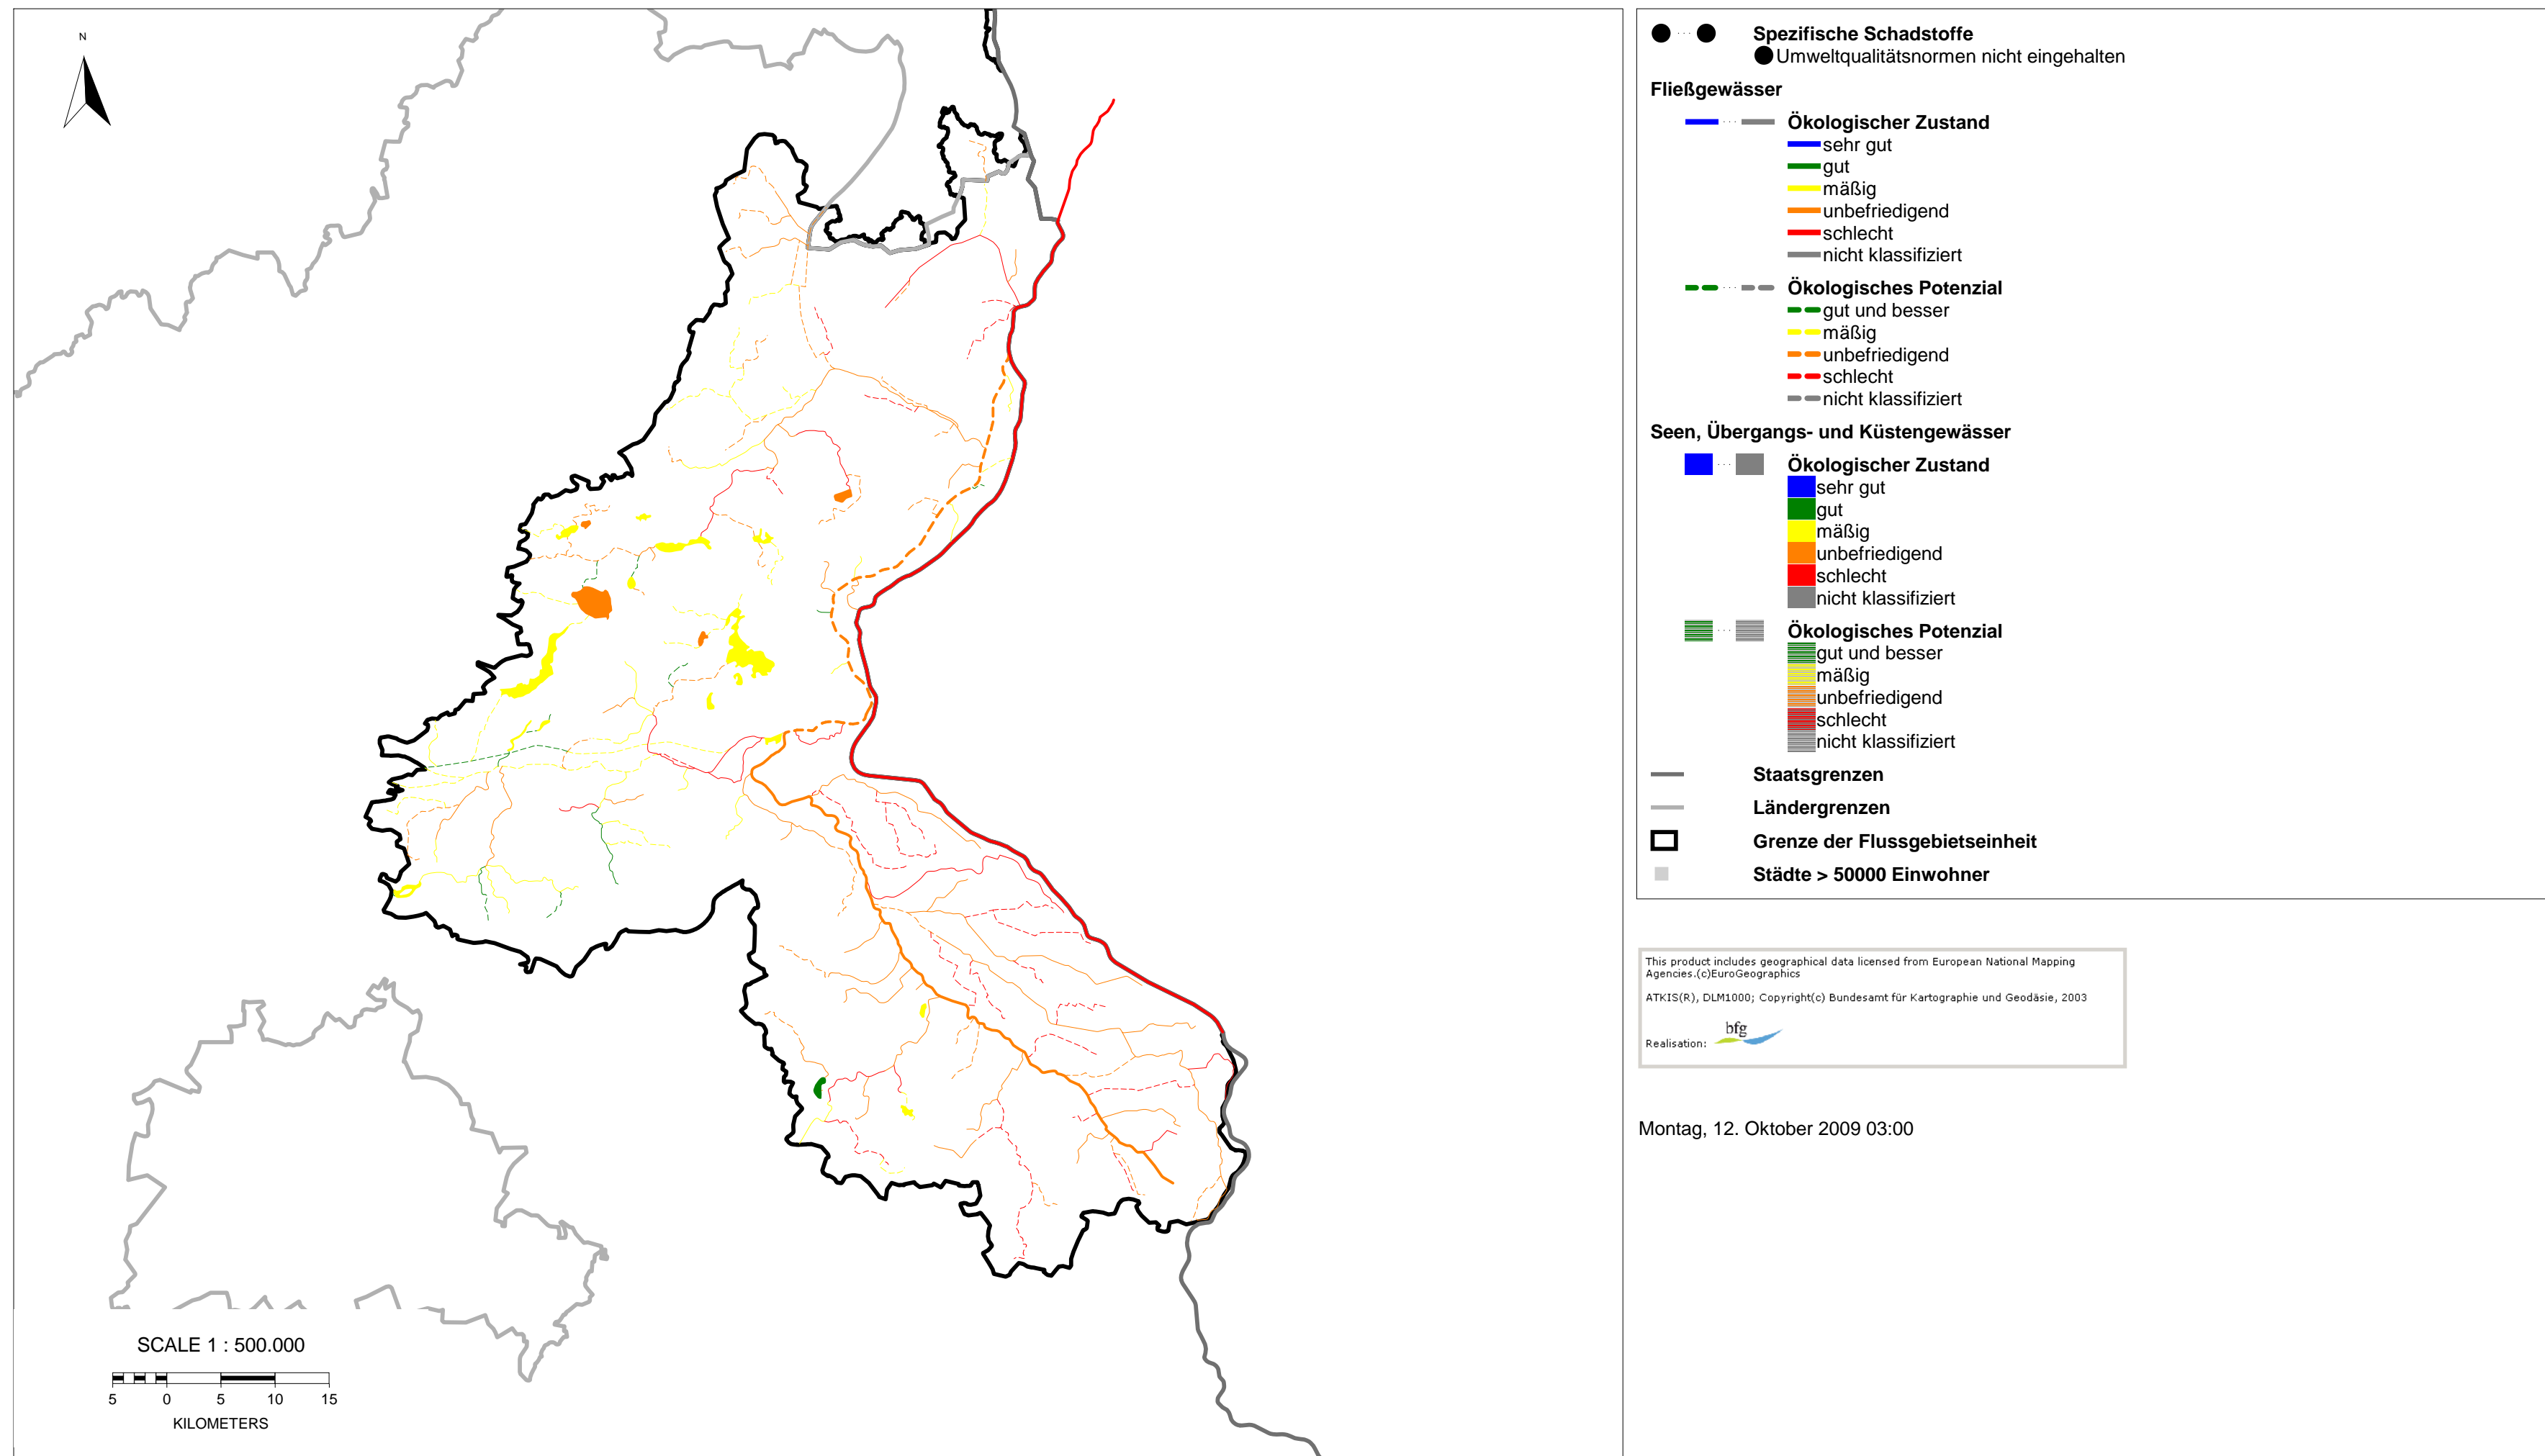 N
SCALE 1 : 500.000
5 0 5 10 15
KILOMETERS
Spezifische Schadstoffe
Umweltqualitätsnormen nicht eingehalten
Fließgewässer
Ökologischer Zustand
sehr gut
gut
mäßig
unbefriedigend
schlecht
nicht klassifiziert
Ökologisches Potenzial
gut und besser
mäßig
unbefriedigend
schlecht
nicht klassifiziert
Seen, Übergangs- und Küstengewässer
Ökologischer Zustand
sehr gut
gut
mäßig
unbefriedigend
schlecht
nicht klassifiziert
Ökologisches Potenzial
gut und besser
mäßig
unbefriedigend
schlecht
nicht klassifiziert
Staatsgrenzen
Ländergrenzen
Grenze der Flussgebietseinheit
Städte > 50000 Einwohner
This product includes geographical data licensed from European National Mapping
Agencies.(c)EuroGeographics
ATKIS(R), DLM1000; Copyright(c) Bundesamt für Kartographie und Geodäsie, 2003
bfg
Realisation:
Montag, 12. Oktober 2009 03:00